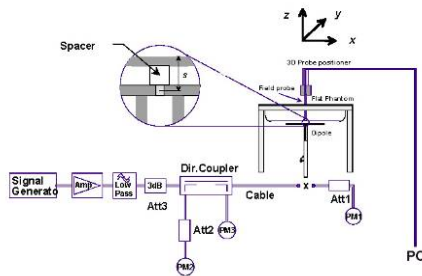 z
y
x
Spacer
s
3D Probe positioner
Field probe
Flat Phantom
Dipole
Signal
Generato
Amp
Low
Pass
3dB
Att3
Dir.Coupler
Cable
x
Att1
PM1
Att2
PM3
PM2
PC